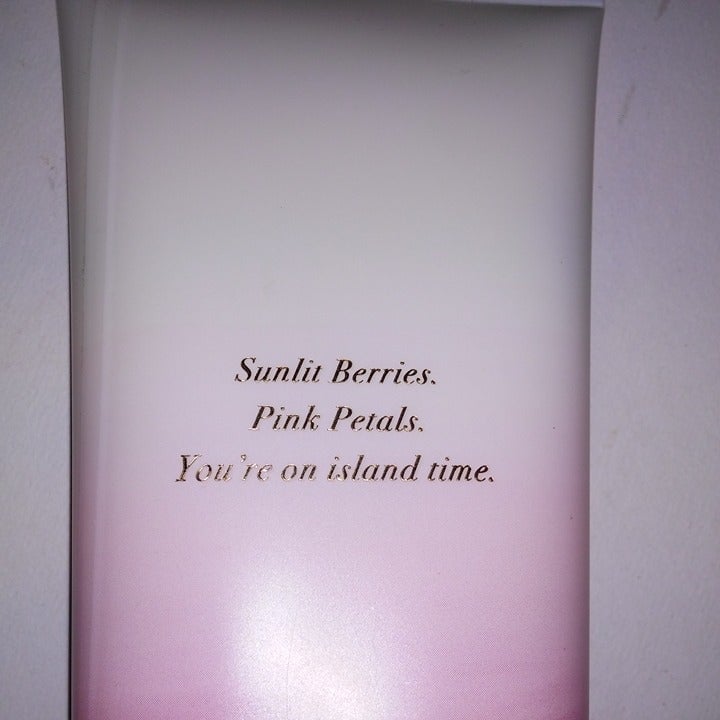 Sunlit Berries.
Pink Petals.
You're on island time.